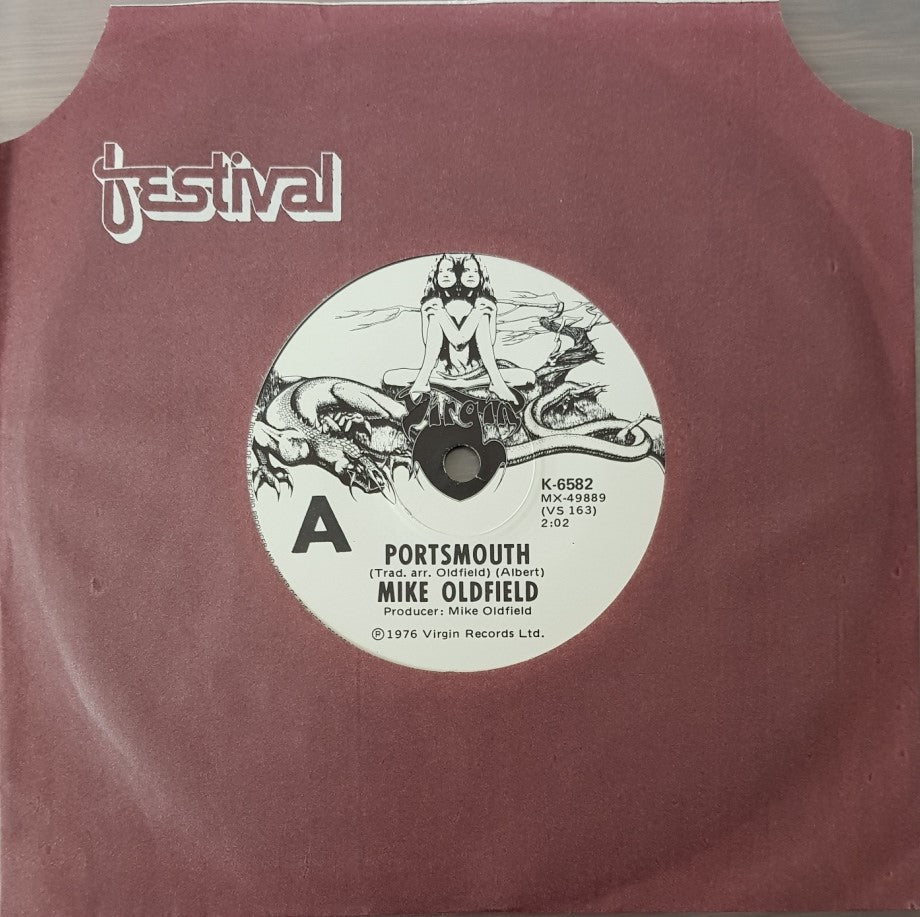 festival
Virgin
A
K-6582
MX-49889
(VS 163)
2:02
PORTSMOUTH
(Trad. arr. Oldfield) (Albert)
MIKE OLDFIELD
Producer: Mike Oldfield
Ⓟ1976 Virgin Records Ltd.